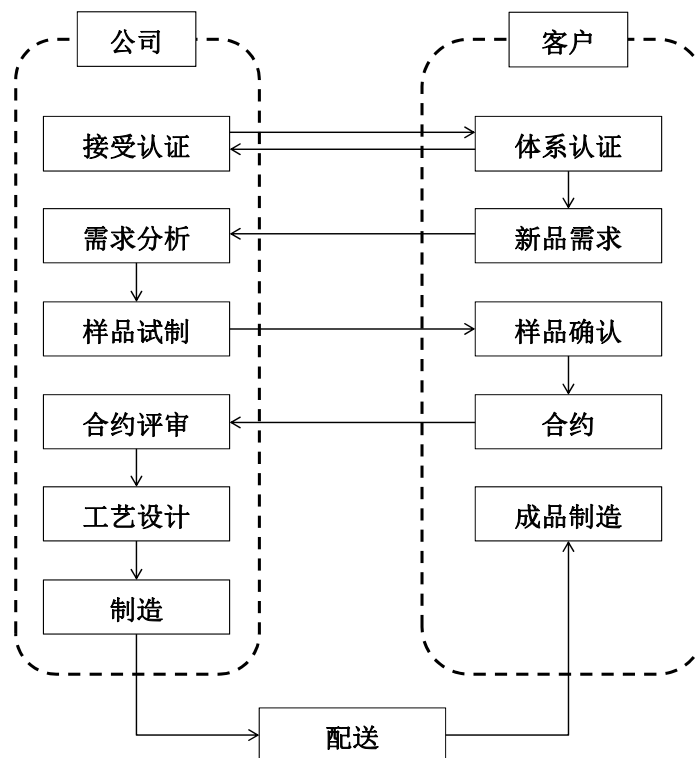 公司
客户
接受认证
体系认证
需求分析
新品需求
样品试制
样品确认
合约评审
合约
工艺设计
成品制造
制造
配送